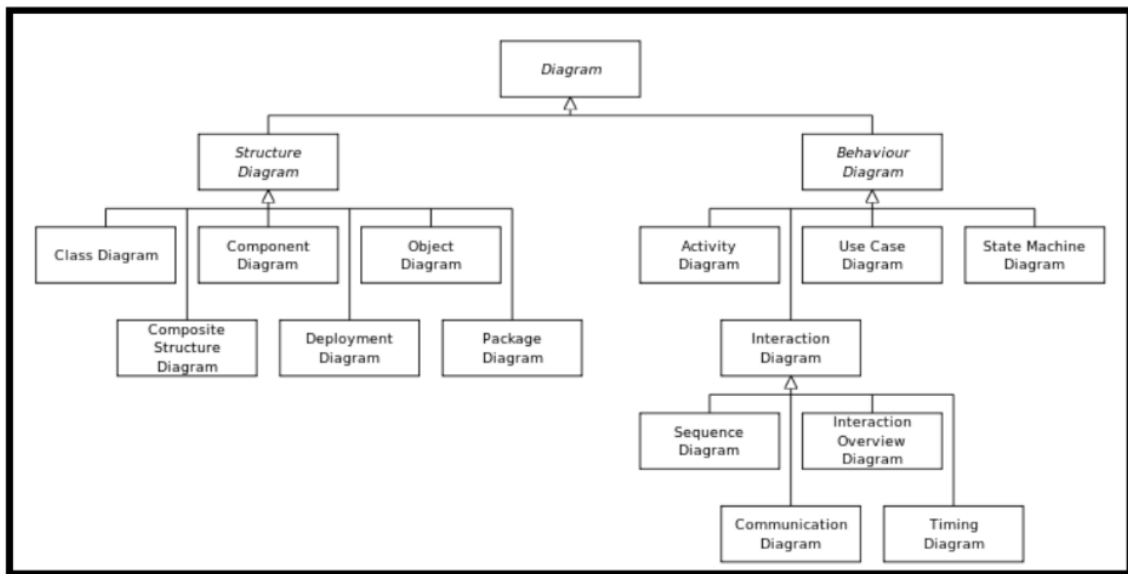 Diagram
Structure
Diagram
Behaviour
Diagram
Class Diagram
Component
Diagram
Object
Diagram
Activity
Diagram
Use Case
Diagram
State Machine
Diagram
Composite
Structure
Diagram
Deployment
Diagram
Package
Diagram
Interaction
Diagram
Sequence
Diagram
Interaction
Overview
Diagram
Communication
Diagram
Timing
Diagram